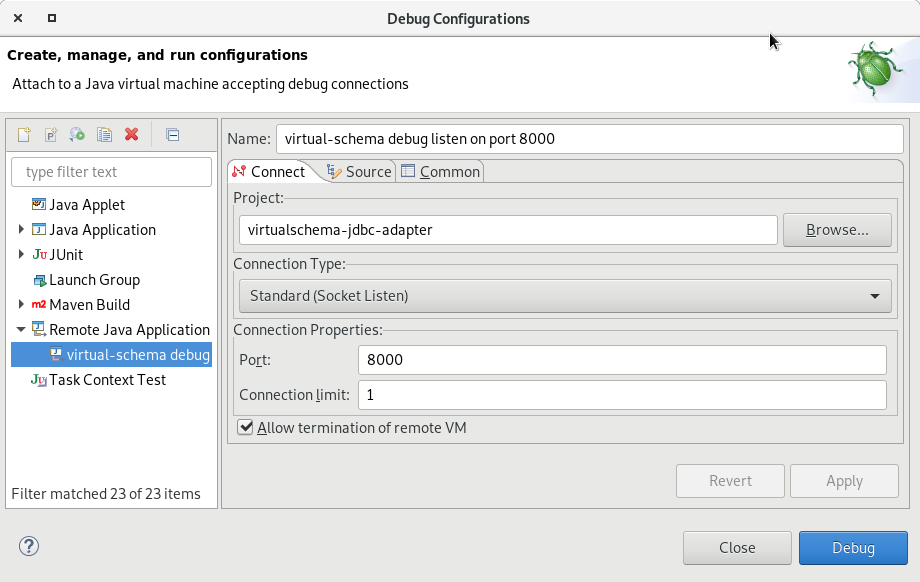 Debug Configurations
Create, manage, and run configurations
Attach to a Java virtual machine accepting debug connections
type filter text
Java Applet
Java Application
JUnit
Launch Group
Maven Build
Remote Java Application
virtual-schema debug
Task Context Test
Filter matched 23 of 23 items
Name: virtual-schema debug listen on port 8000
Connect Source Common
Project:
virtualschema-jdbc-adapter Browse...
Connection Type:
Standard (Socket Listen)
Connection Properties:
Port: 8000
Connection limit: 1
Allow termination of remote VM
Revert Apply
Close Debug